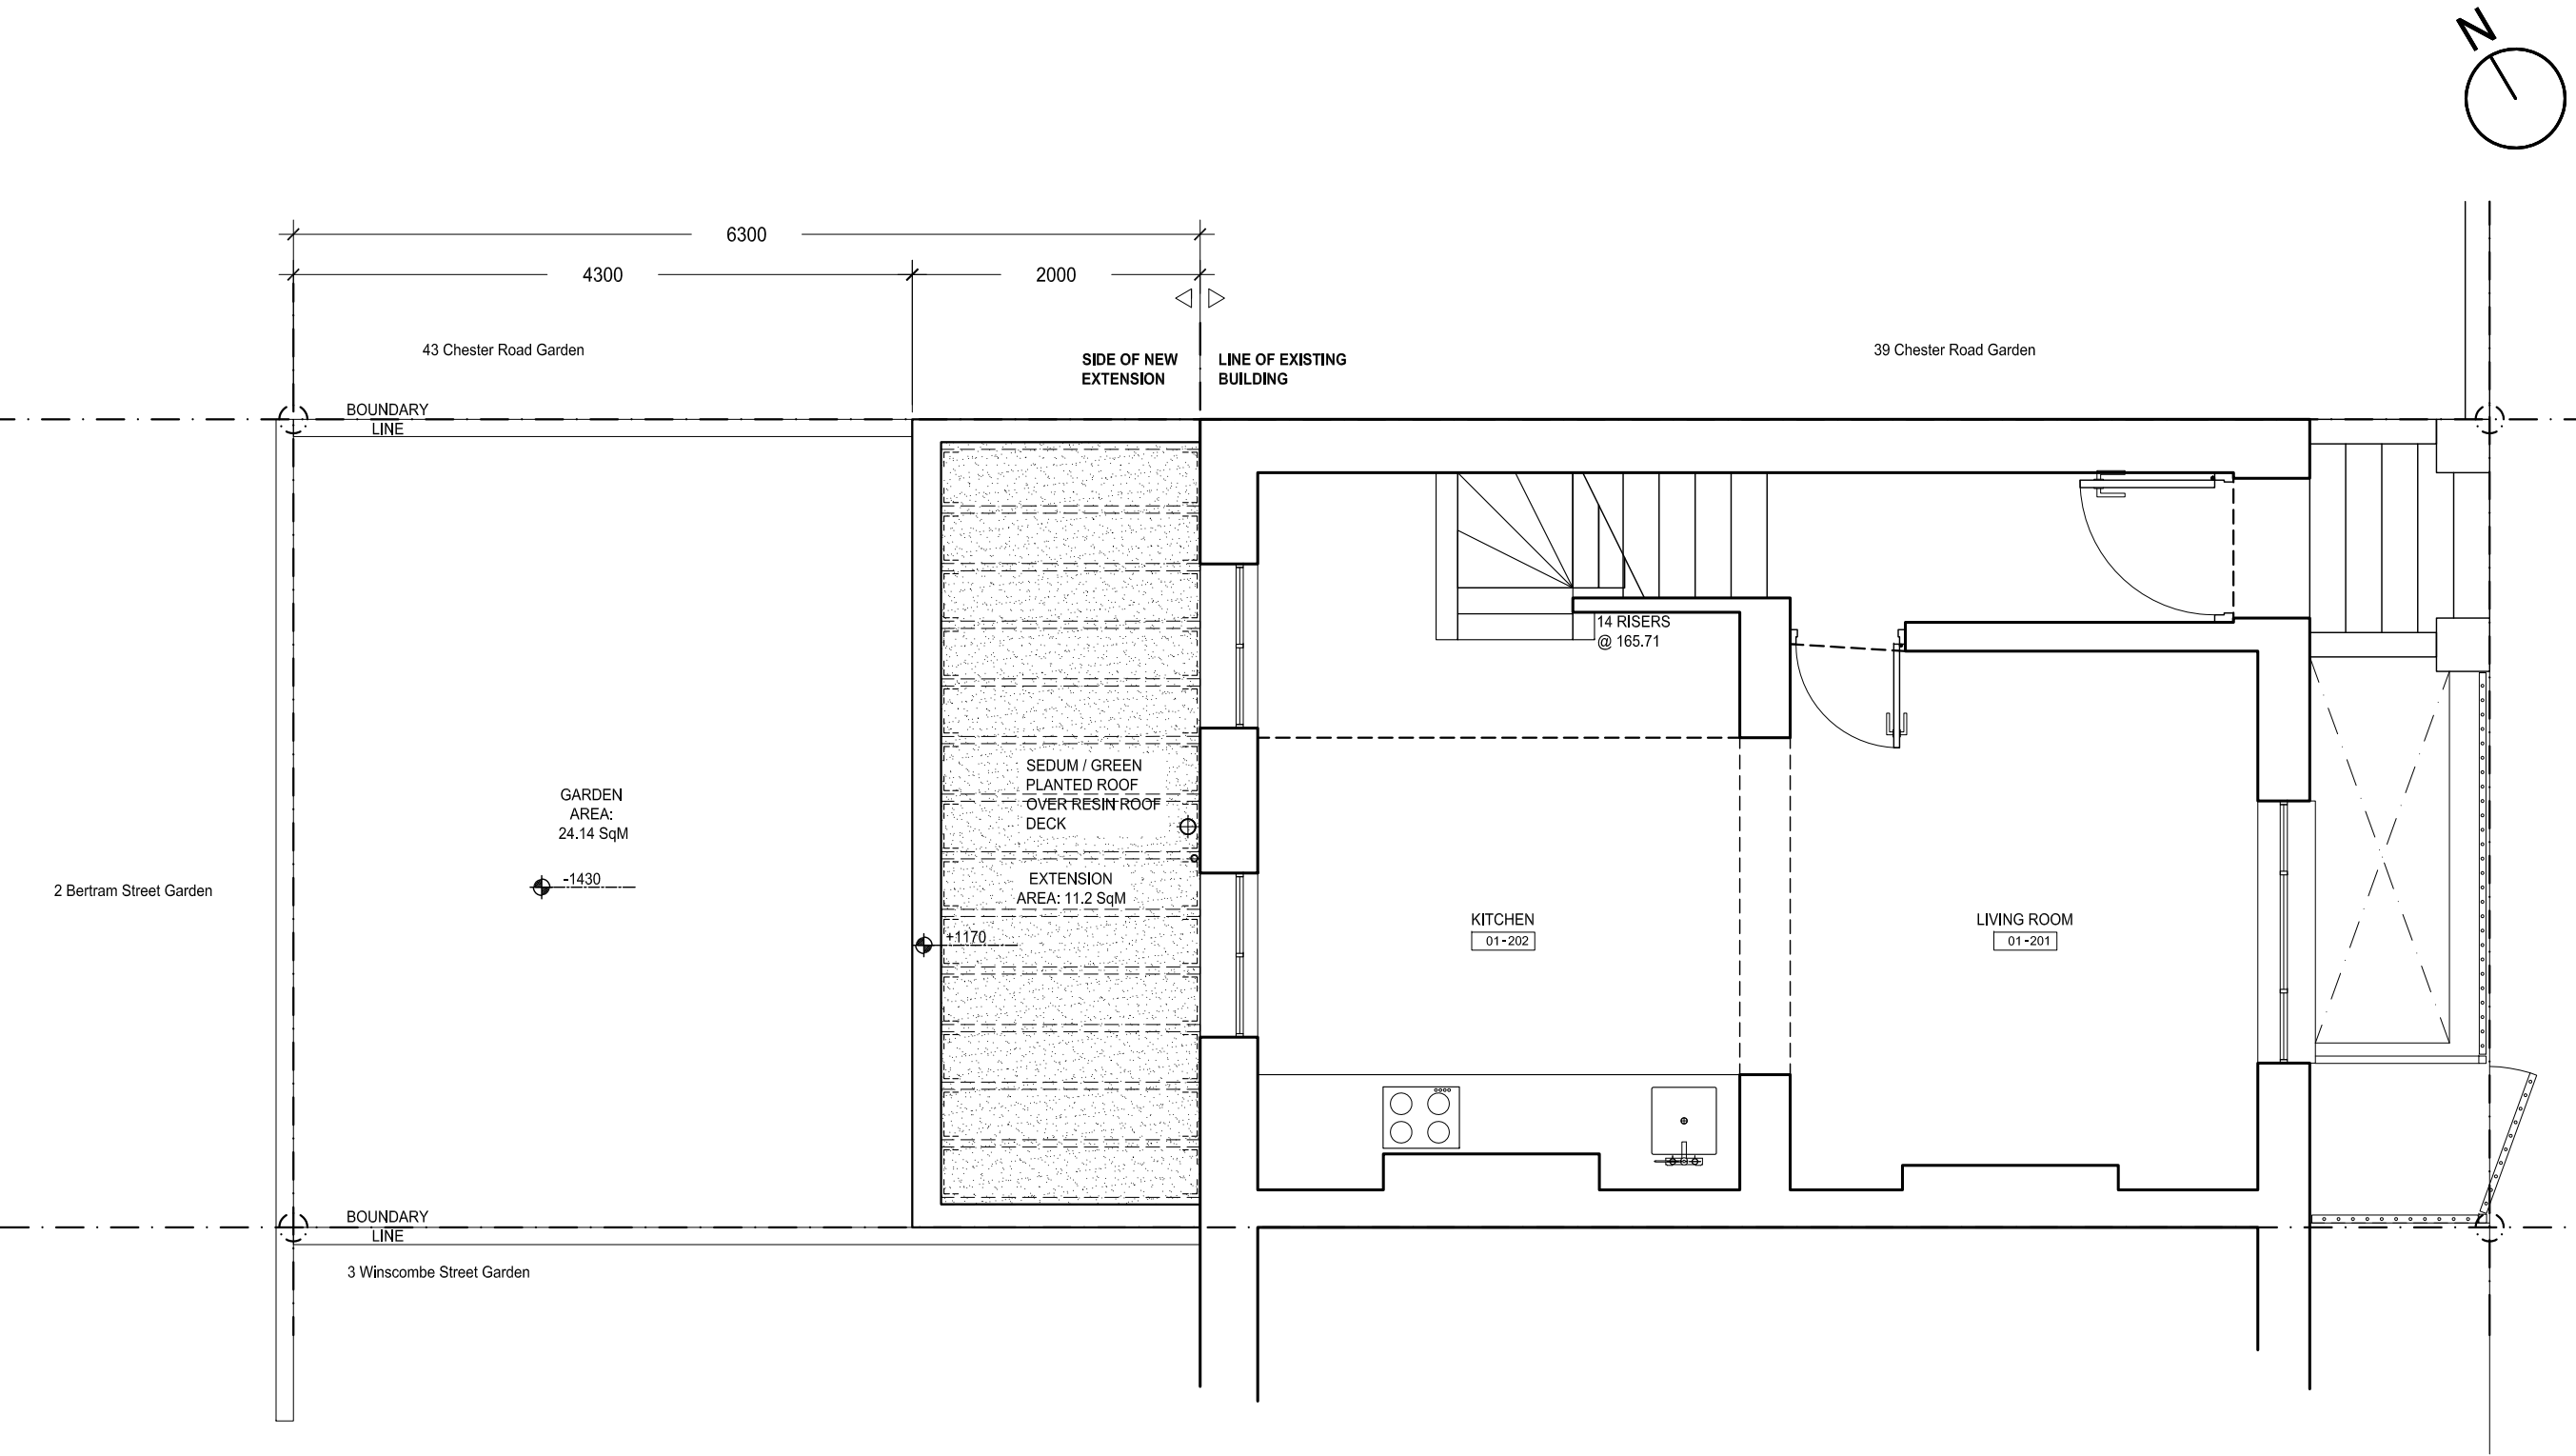 N
6300
4300
2000
43 Chester Road Garden
39 Chester Road Garden
SIDE OF NEW
EXTENSION
LINE OF EXISTING
BUILDING
BOUNDARY
LINE
14 RISERS
@ 165.71
SEDUM / GREEN
PLANTED ROOF
OVER RESIN ROOF
DECK
GARDEN
AREA:
24.14 SqM
-1430
2 Bertram Street Garden
EXTENSION
AREA: 11.2 SqM
+1170
KITCHEN
01-202
LIVING ROOM
01-201
BOUNDARY
LINE
3 Winscombe Street Garden